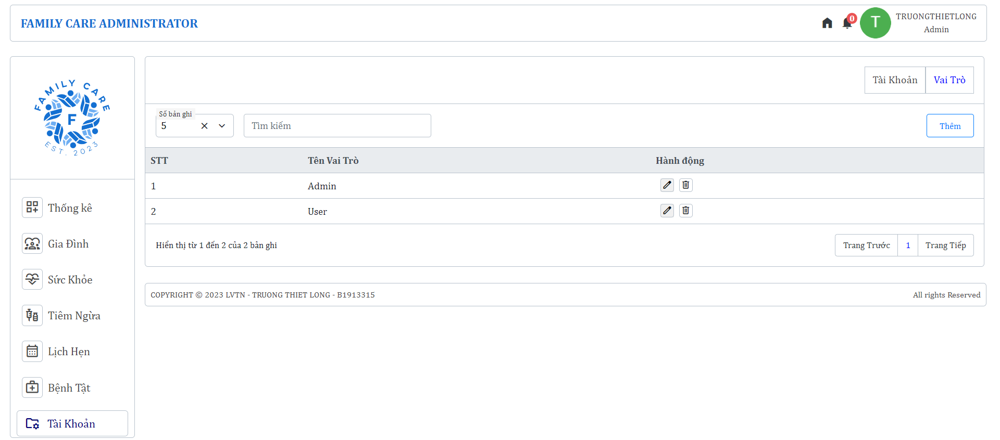 FAMILY CARE ADMINISTRATOR
0
T
TRUONGTHIETLONG
Admin
FAMILY CARE
F
EST. 2023
Thống kê
Gia Đình
Sức Khỏe
Tiêm Ngừa
Lịch Hẹn
Bệnh Tật
Tài Khoản
Tài Khoản Vai Trò
Số bản ghi
5
Tìm kiếm
Thêm
STT Tên Vai Trò Hành động
1 Admin
2 User
Hiển thị từ 1 đến 2 của 2 bản ghi
Trang Trước 1 Trang Tiếp
COPYRIGHT © 2023 LVTN - TRUONG THIET LONG - B1913315
All rights Reserved